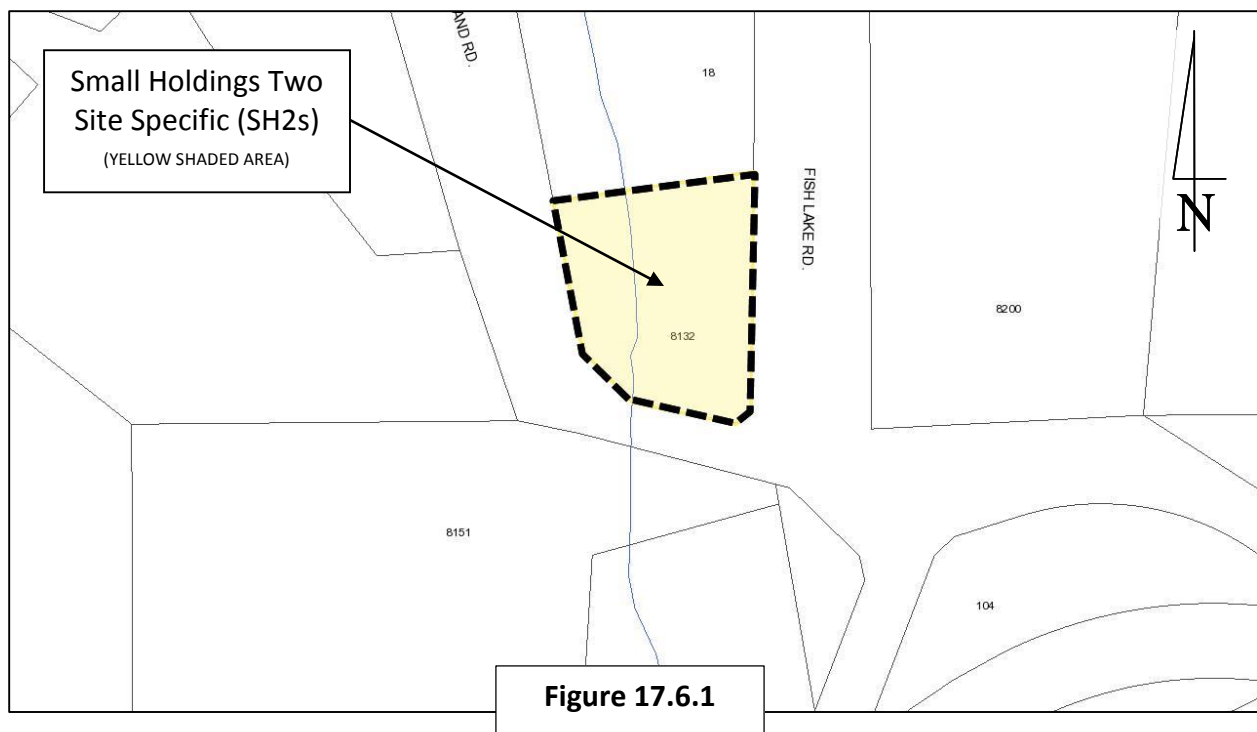 AND RD.
18
Small Holdings Two
Site Specific (SH2s)
(YELLOW SHADED AREA)
FISH LAKE RD.
N
8200
8132
8151
104
Figure 17.6.1